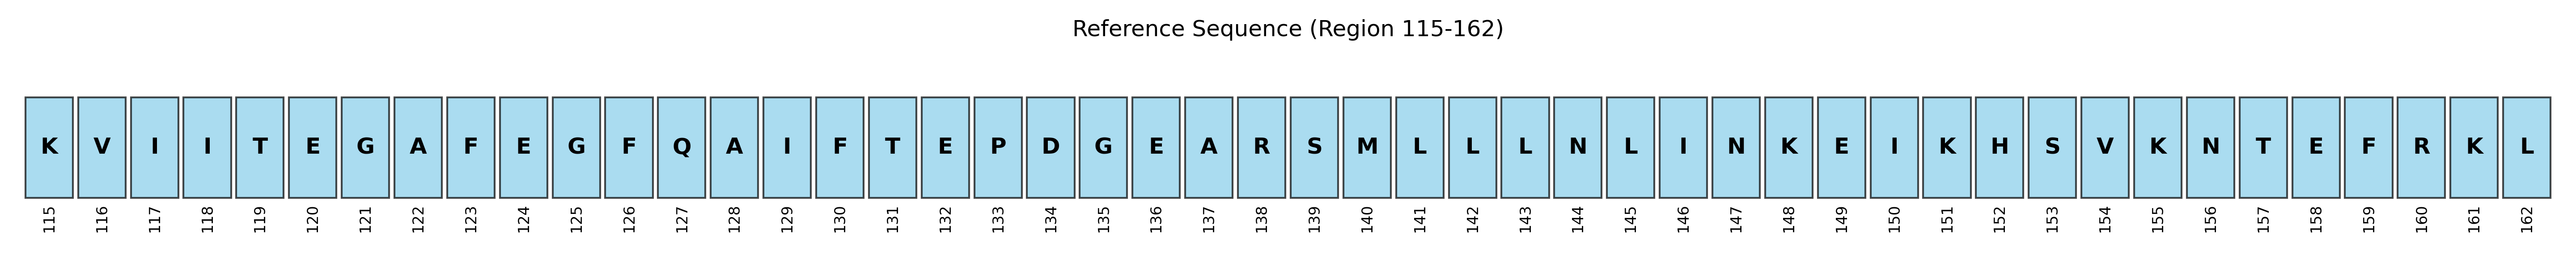 Reference Sequence (Region 115-162)
K V I I T E G A F E G F Q A I F T E P D G E A R S M L L L N L I N K E I K H S V K N T E F R K L
115 116 117 118 119 120 121 122 123 124 125 126 127 128 129 130 131 132 133 134 135 136 137 138 139 140 141 142 143 144 145 146 147 148 149 150 151 152 153 154 155 156 157 158 159 160 161 162